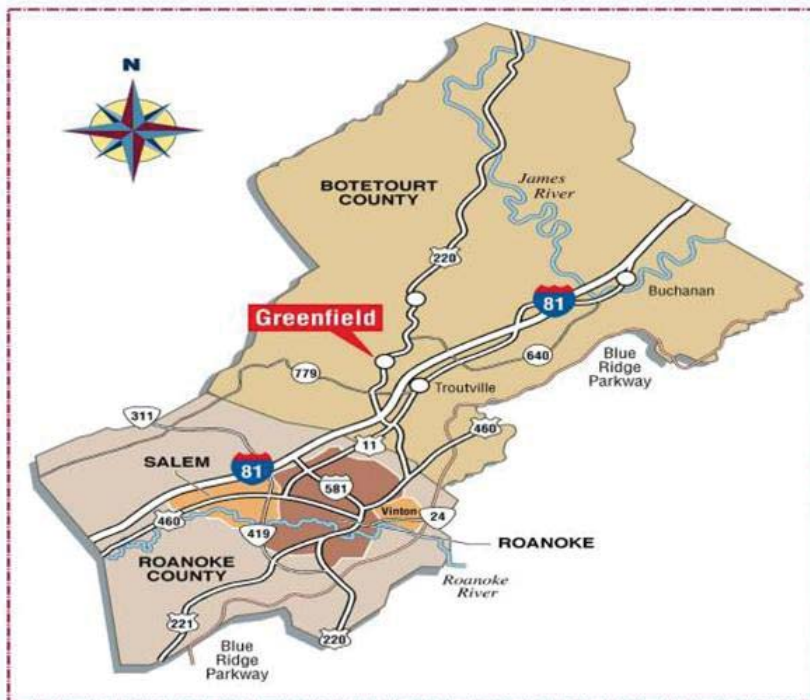 N
BOTETOURT
COUNTY
James
River
220
Buchanan
81
Greenfield
640
Blue
Ridge
Parkway
779
Troutville
311
460
11
SALEM
81
581
Vinton
24
460
419
ROANOKE
ROANOKE
COUNTY
Roanoke
River
221
220
Blue
Ridge
Parkway